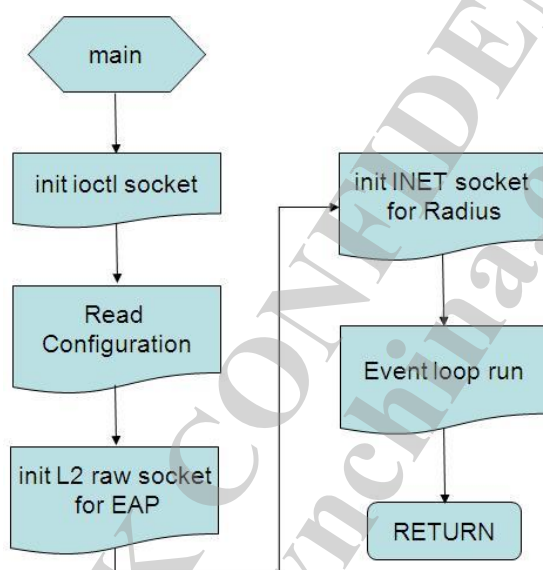 main
init ioctl socket
Read
Configuration
init L2 raw socket
for EAP
init INET socket
for Radius
Event loop run
RETURN